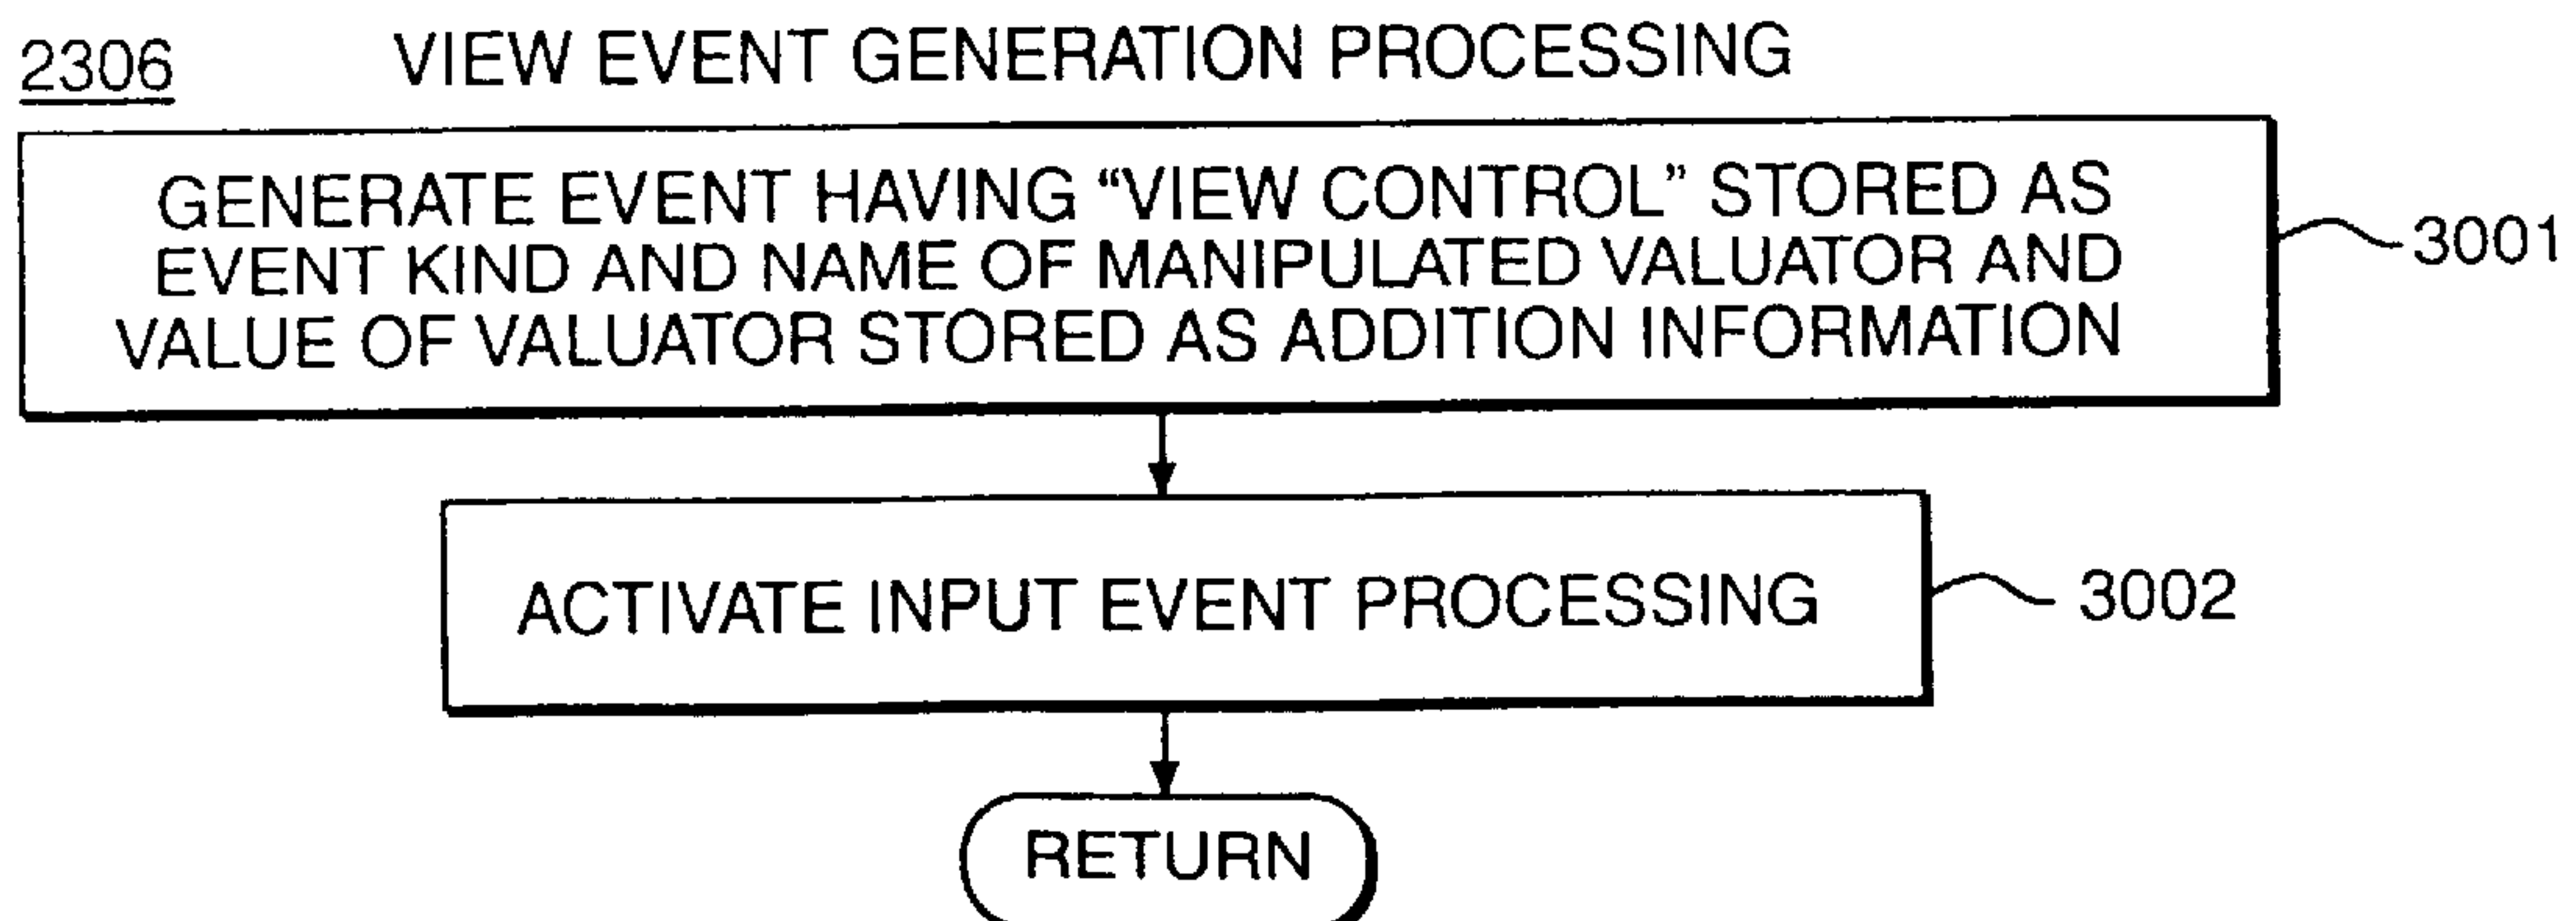 2306 VIEW EVENT GENERATION PROCESSING
GENERATE EVENT HAVING “VIEW CONTROL” STORED AS
EVENT KIND AND NAME OF MANIPULATED VALUATOR AND
VALUE OF VALUATOR STORED AS ADDITION INFORMATION
3001
ACTIVATE INPUT EVENT PROCESSING
3002
RETURN